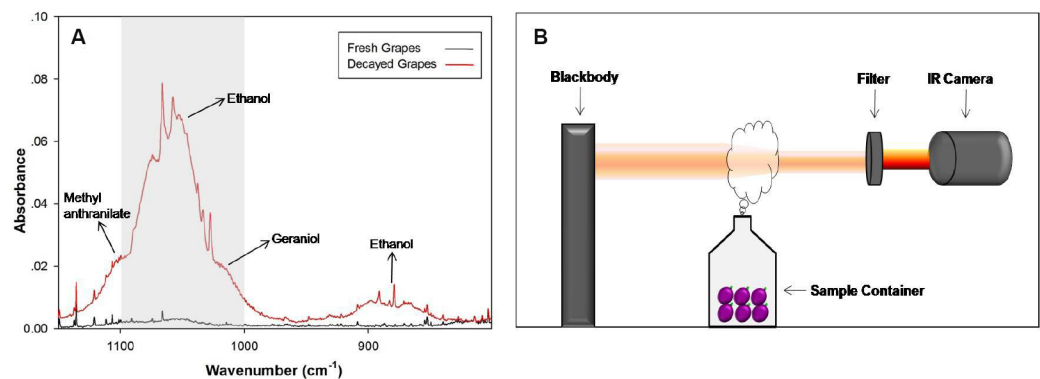 A
Fresh Grapes
Decayed Grapes
Ethanol
Methyl
anthranilate
Geraniol
Ethanol
.10
.08
.06
.04
.02
0.00
1100
1000
900
Absorbance
Wavenumber (cm⁻¹)
B
Blackbody
Filter
IR Camera
Sample Container